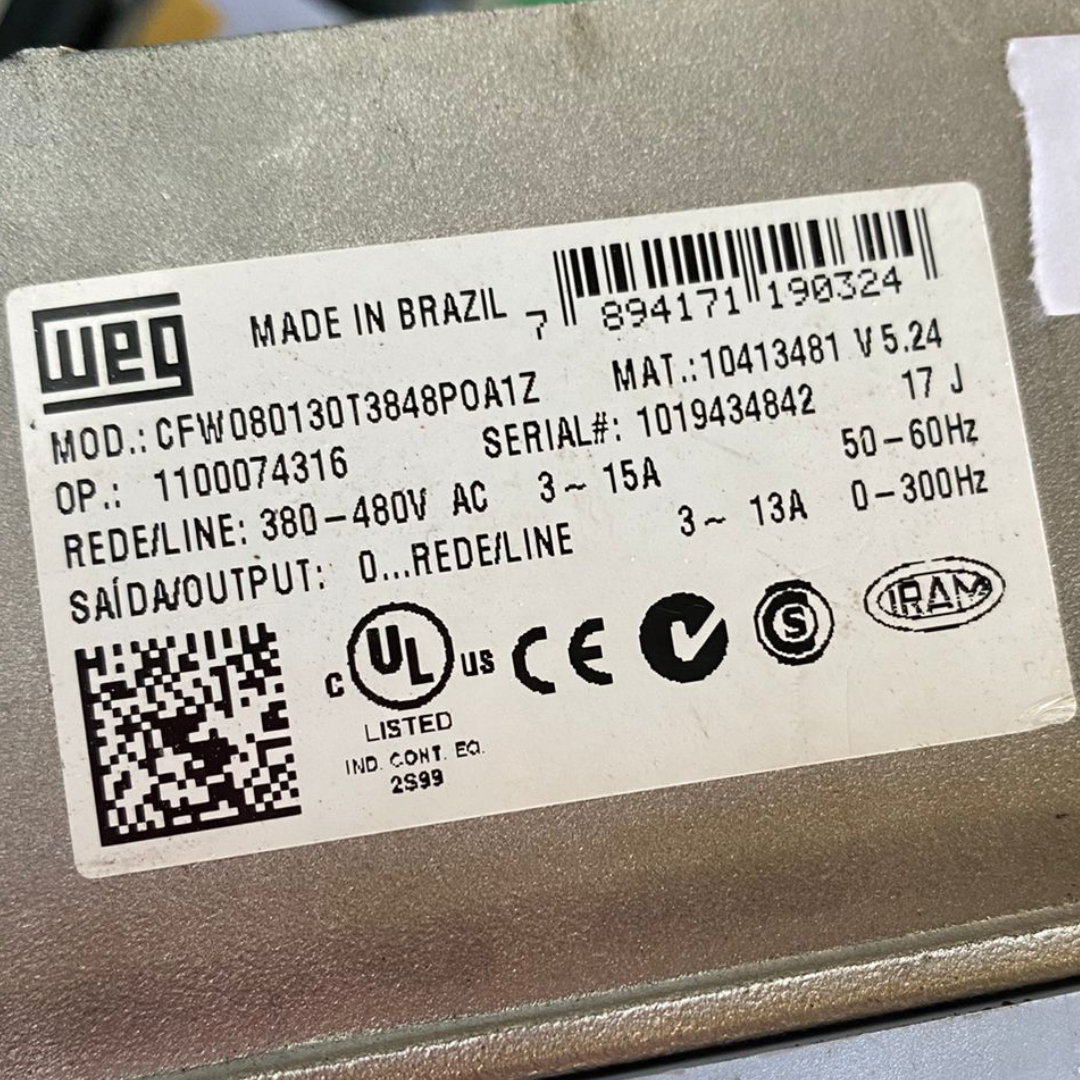 weg
MADE IN BRAZIL
7 894171 190324
MOD.: CFW080130T3848POA1Z
MAT.:10413481 V 5.24
OP.: 1100074316
SERIAL#: 1019434842
17 J
REDE/LINE: 380-480V AC 3~ 15A 50-60Hz
SAÍDA/OUTPUT: 0...REDE/LINE 3~ 13A 0-300Hz
C UL US CE S IRAM
LISTED
IND. CONT. EQ.
2S99